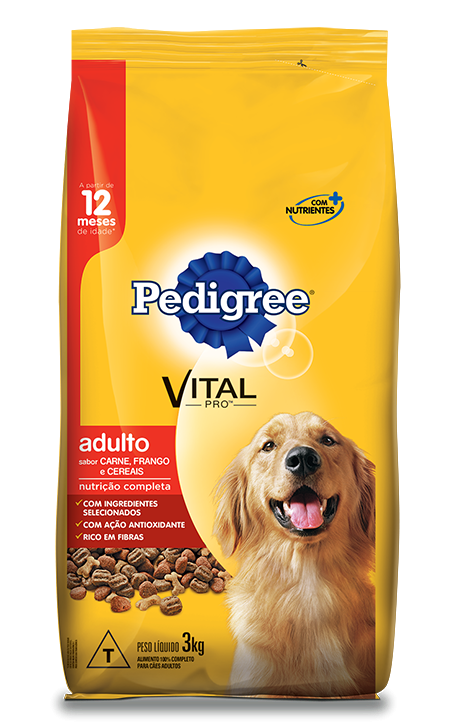 A partir de
12
meses
de idade*
COM
NUTRIENTES
Pedigree®
VITAL
PRO™
adulto
sabor CARNE, FRANGO
e CEREAIS
nutrição completa
✓COM INGREDIENTES
SELECIONADOS
✓COM AÇÃO ANTIOXIDANTE
✓RICO EM FIBRAS
T
PESO LÍQUIDO 3kg
ALIMENTO 100% COMPLETO
PARA CÃES ADULTOS